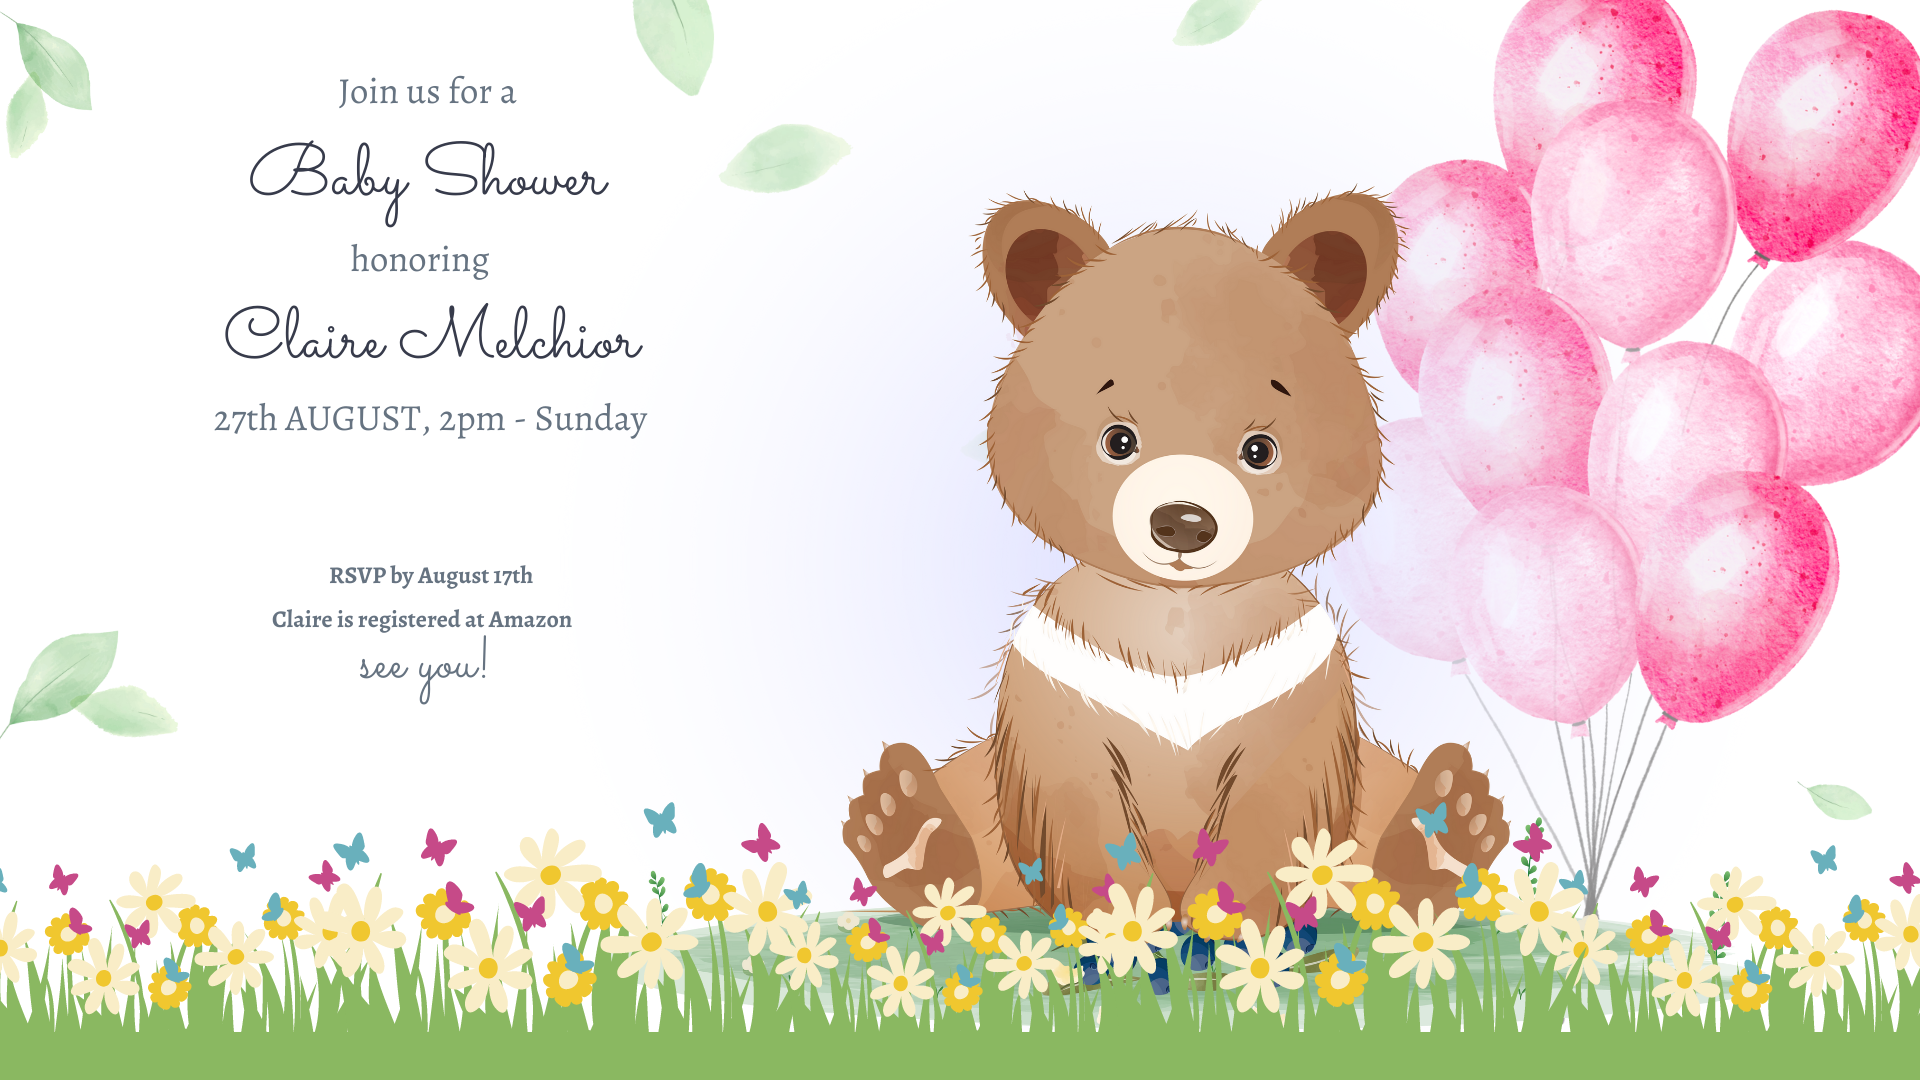 Join us for a
Baby Shower
honoring
Claire Melchior
27th AUGUST, 2pm - Sunday
RSVP by August 17th
Claire is registered at Amazon
see you!